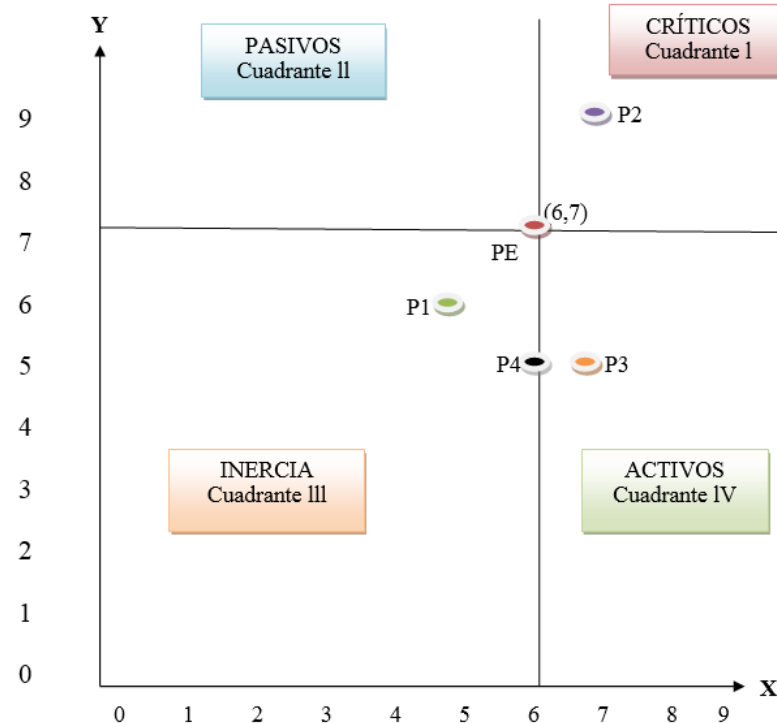 Y
PASIVOS
Cuadrante ll
CRÍTICOS
Cuadrante l
9
P2
8
(6,7)
7
PE
6
P1
5
P4
P3
4
INERCIA
Cuadrante lll
ACTIVOS
Cuadrante lV
3
2
1
0
X
0 1 2 3 4 5 6 7 8 9